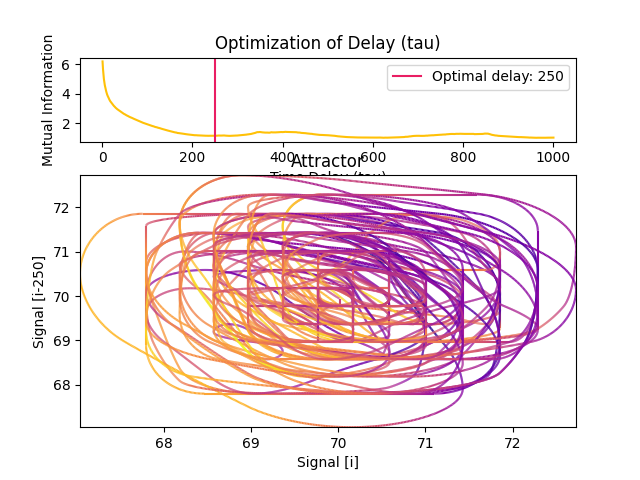 Optimization of Delay (tau)
Mutual Information
6
4
2
Optimal delay: 250
0 200 400 600 800 1000
Time Delay (tau)
Attractor
Signal [i-250]
72
71
70
69
68
68 69 70 71 72
Signal [i]